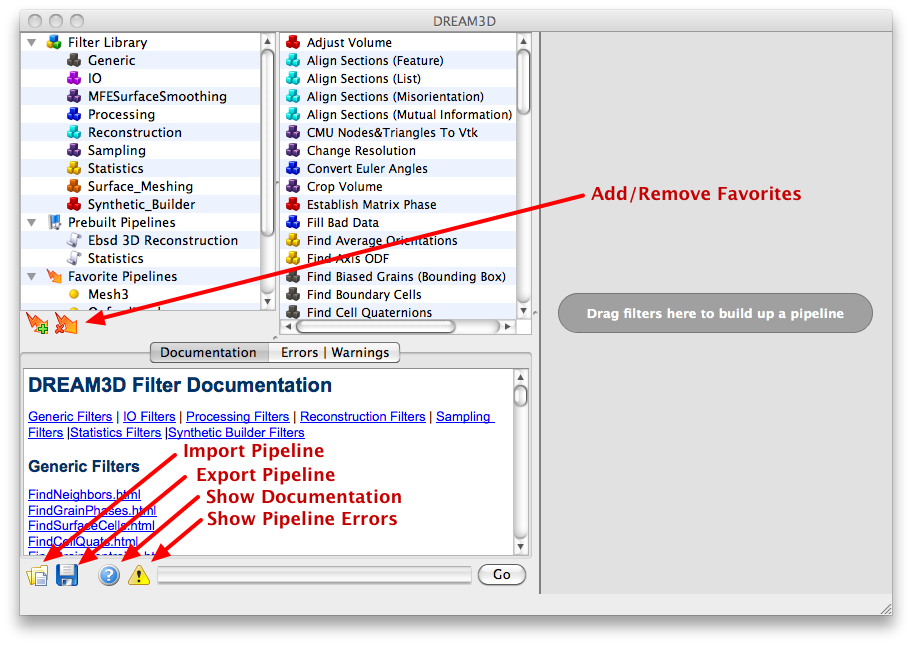 DREAM3D
Filter Library
Generic
IO
MFESurfaceSmoothing
Processing
Reconstruction
Sampling
Statistics
Surface_Meshing
Synthetic_Builder
Prebuilt Pipelines
Ebsd 3D Reconstruction
Statistics
Favorite Pipelines
Mesh3
Adjust Volume
Align Sections (Feature)
Align Sections (List)
Align Sections (Misorientation)
Align Sections (Mutual Information)
CMU Nodes&Triangles To Vtk
Change Resolution
Convert Euler Angles
Crop Volume
Establish Matrix Phase
Fill Bad Data
Find Average Orientations
Find Axis ODF
Find Biased Grains (Bounding Box)
Find Boundary Cells
Find Cell Quaternions
Add/Remove Favorites
Drag filters here to build up a pipeline
Documentation
Errors | Warnings
DREAM3D Filter Documentation
Generic Filters | IO Filters | Processing Filters | Reconstruction Filters | Sampling
Filters |Statistics Filters |Synthetic Builder Filters
Import Pipeline
Generic Filters
Export Pipeline
FindNeighbors.html
Show Documentation
FindGrainPhases.html
Show Pipeline Errors
FindSurfaceCells.html
FindCellQuats.html
Go